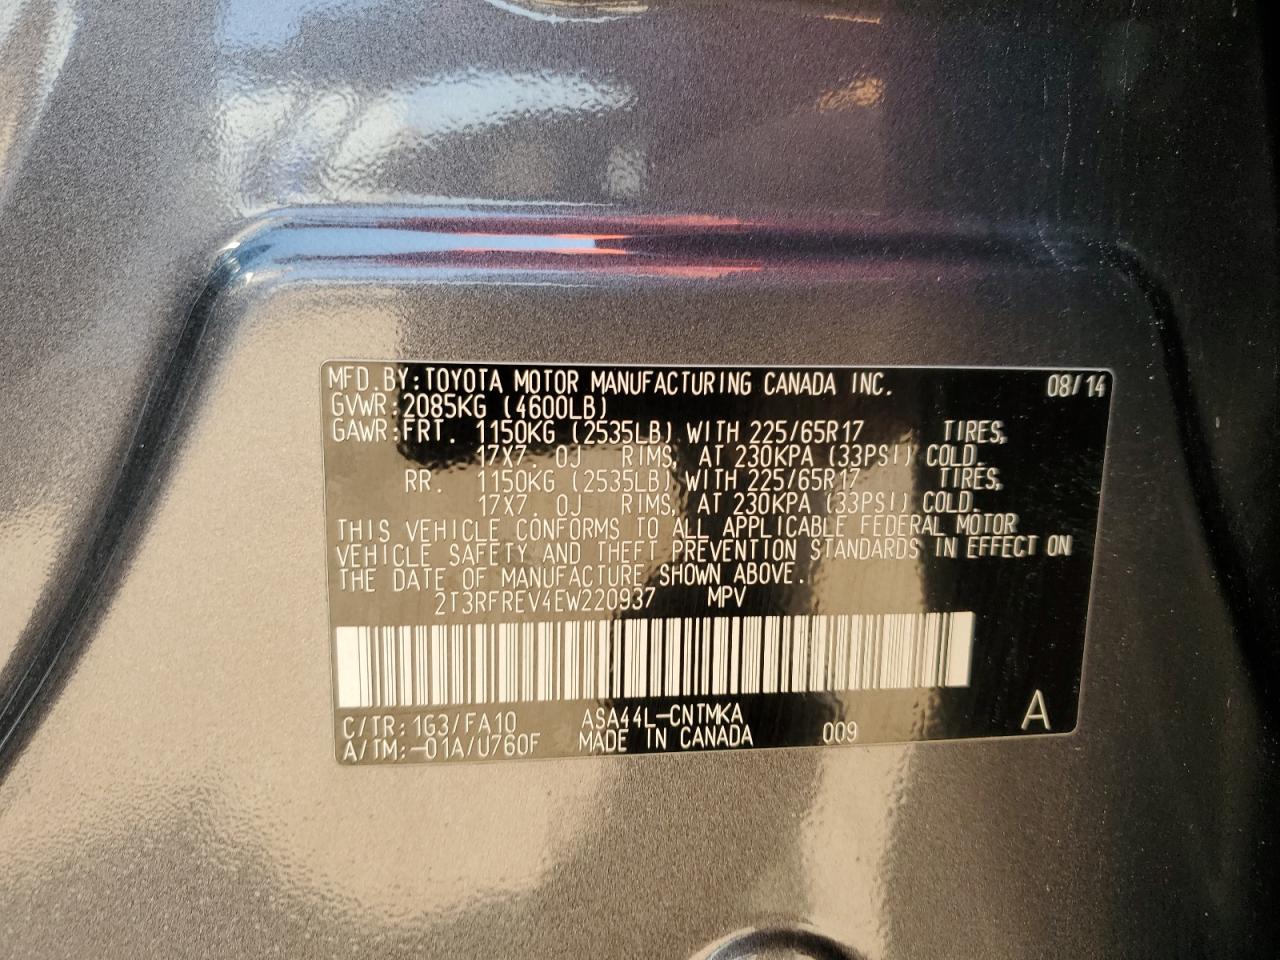 MFD.BY:TOYOTA MOTOR MANUFACTURING CANADA INC. 08/14
GVWR:2085KG (4600LB)
GAWR:FRT. 1150KG (2535LB) WITH 225/65R17 TIRES,
17X7.0J RIMS, AT 230KPA (33PSI) COLD.
RR. 1150KG (2535LB) WITH 225/65R17 TIRES,
17X7.0J RIMS, AT 230KPA (33PSI) COLD.
THIS VEHICLE CONFORMS TO ALL APPLICABLE FEDERAL MOTOR
VEHICLE SAFETY AND THEFT PREVENTION STANDARDS IN EFFECT ON
THE DATE OF MANUFACTURE SHOWN ABOVE.
2T3RFREV4EW220937 MPV
C/TR:1G3/FA10 ASA44L-CNTMKA
A/TM:-01A/U760F MADE IN CANADA 009 A